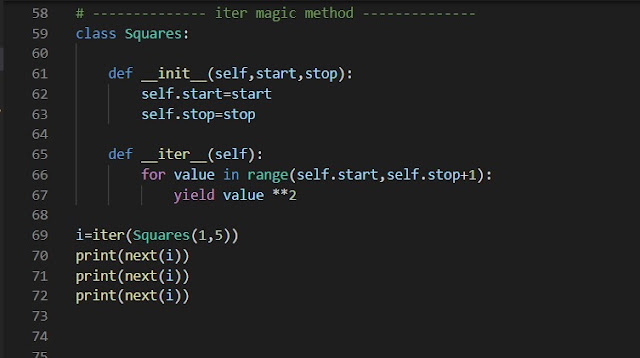 58 # -------------- iter magic method --------------
59 class Squares:
60
61     def __init__(self,start,stop):
62         self.start=start
63         self.stop=stop
64
65     def __iter__(self):
66         for value in range(self.start,self.stop+1):
67             yield value **2
68
69 i=iter(Squares(1,5))
70 print(next(i))
71 print(next(i))
72 print(next(i))
73
74
75